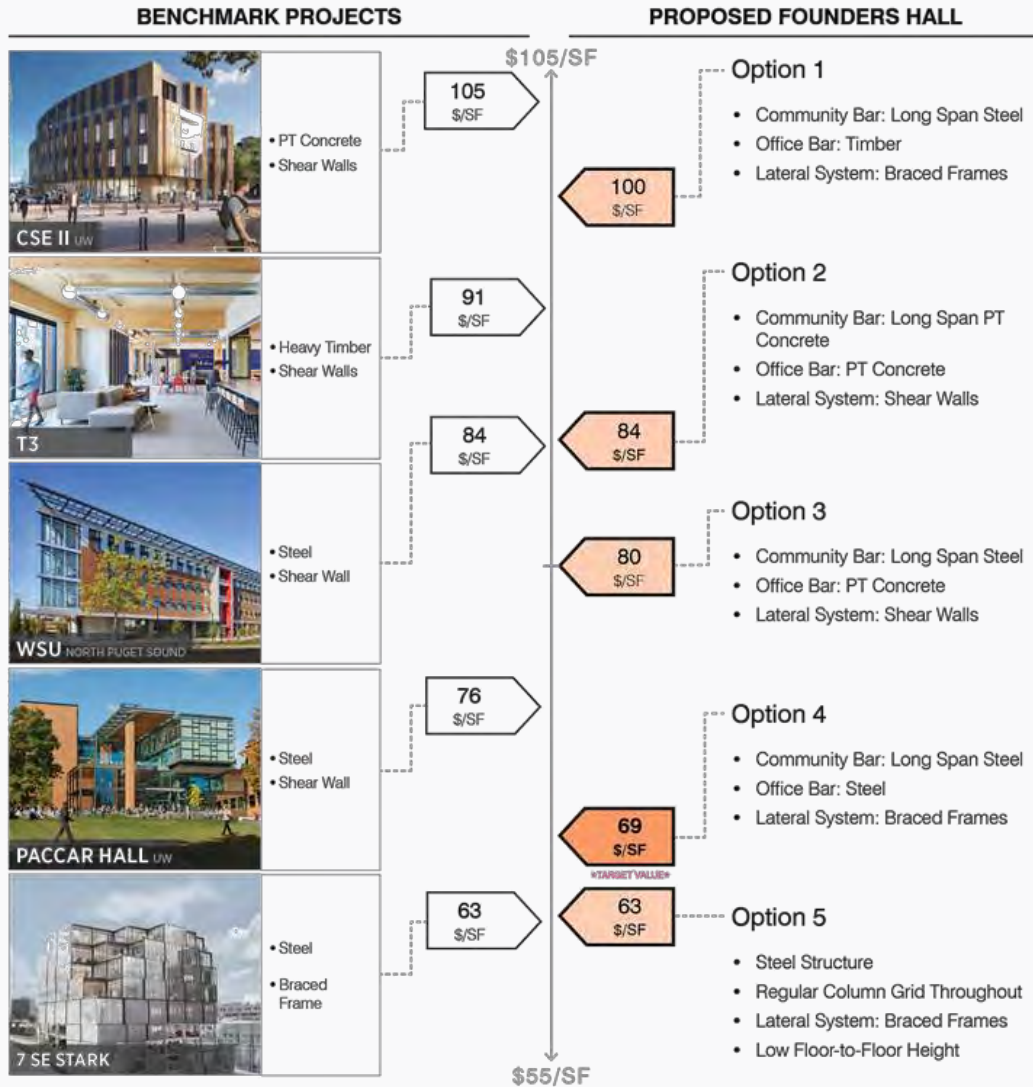 BENCHMARK PROJECTS
PROPOSED FOUNDERS HALL
$105/SF
105
$/SF
• PT Concrete
• Shear Walls
CSE II UW
91
$/SF
• Heavy Timber
• Shear Walls
T3
84
$/SF
• Steel
• Shear Wall
WSU NORTH PUGET SOUND
76
$/SF
• Steel
• Shear Wall
PACCAR HALL UW
63
$/SF
• Steel
• Braced
Frame
7 SE STARK
$55/SF
Option 1
• Community Bar: Long Span Steel
• Office Bar: Timber
• Lateral System: Braced Frames
100
$/SF
Option 2
• Community Bar: Long Span PT
Concrete
• Office Bar: PT Concrete
• Lateral System: Shear Walls
84
$/SF
Option 3
• Community Bar: Long Span Steel
• Office Bar: PT Concrete
• Lateral System: Shear Walls
80
$/SF
Option 4
• Community Bar: Long Span Steel
• Office Bar: Steel
• Lateral System: Braced Frames
69
$/SF
*TARGET VALUE*
63
$/SF
Option 5
• Steel Structure
• Regular Column Grid Throughout
• Lateral System: Braced Frames
• Low Floor-to-Floor Height